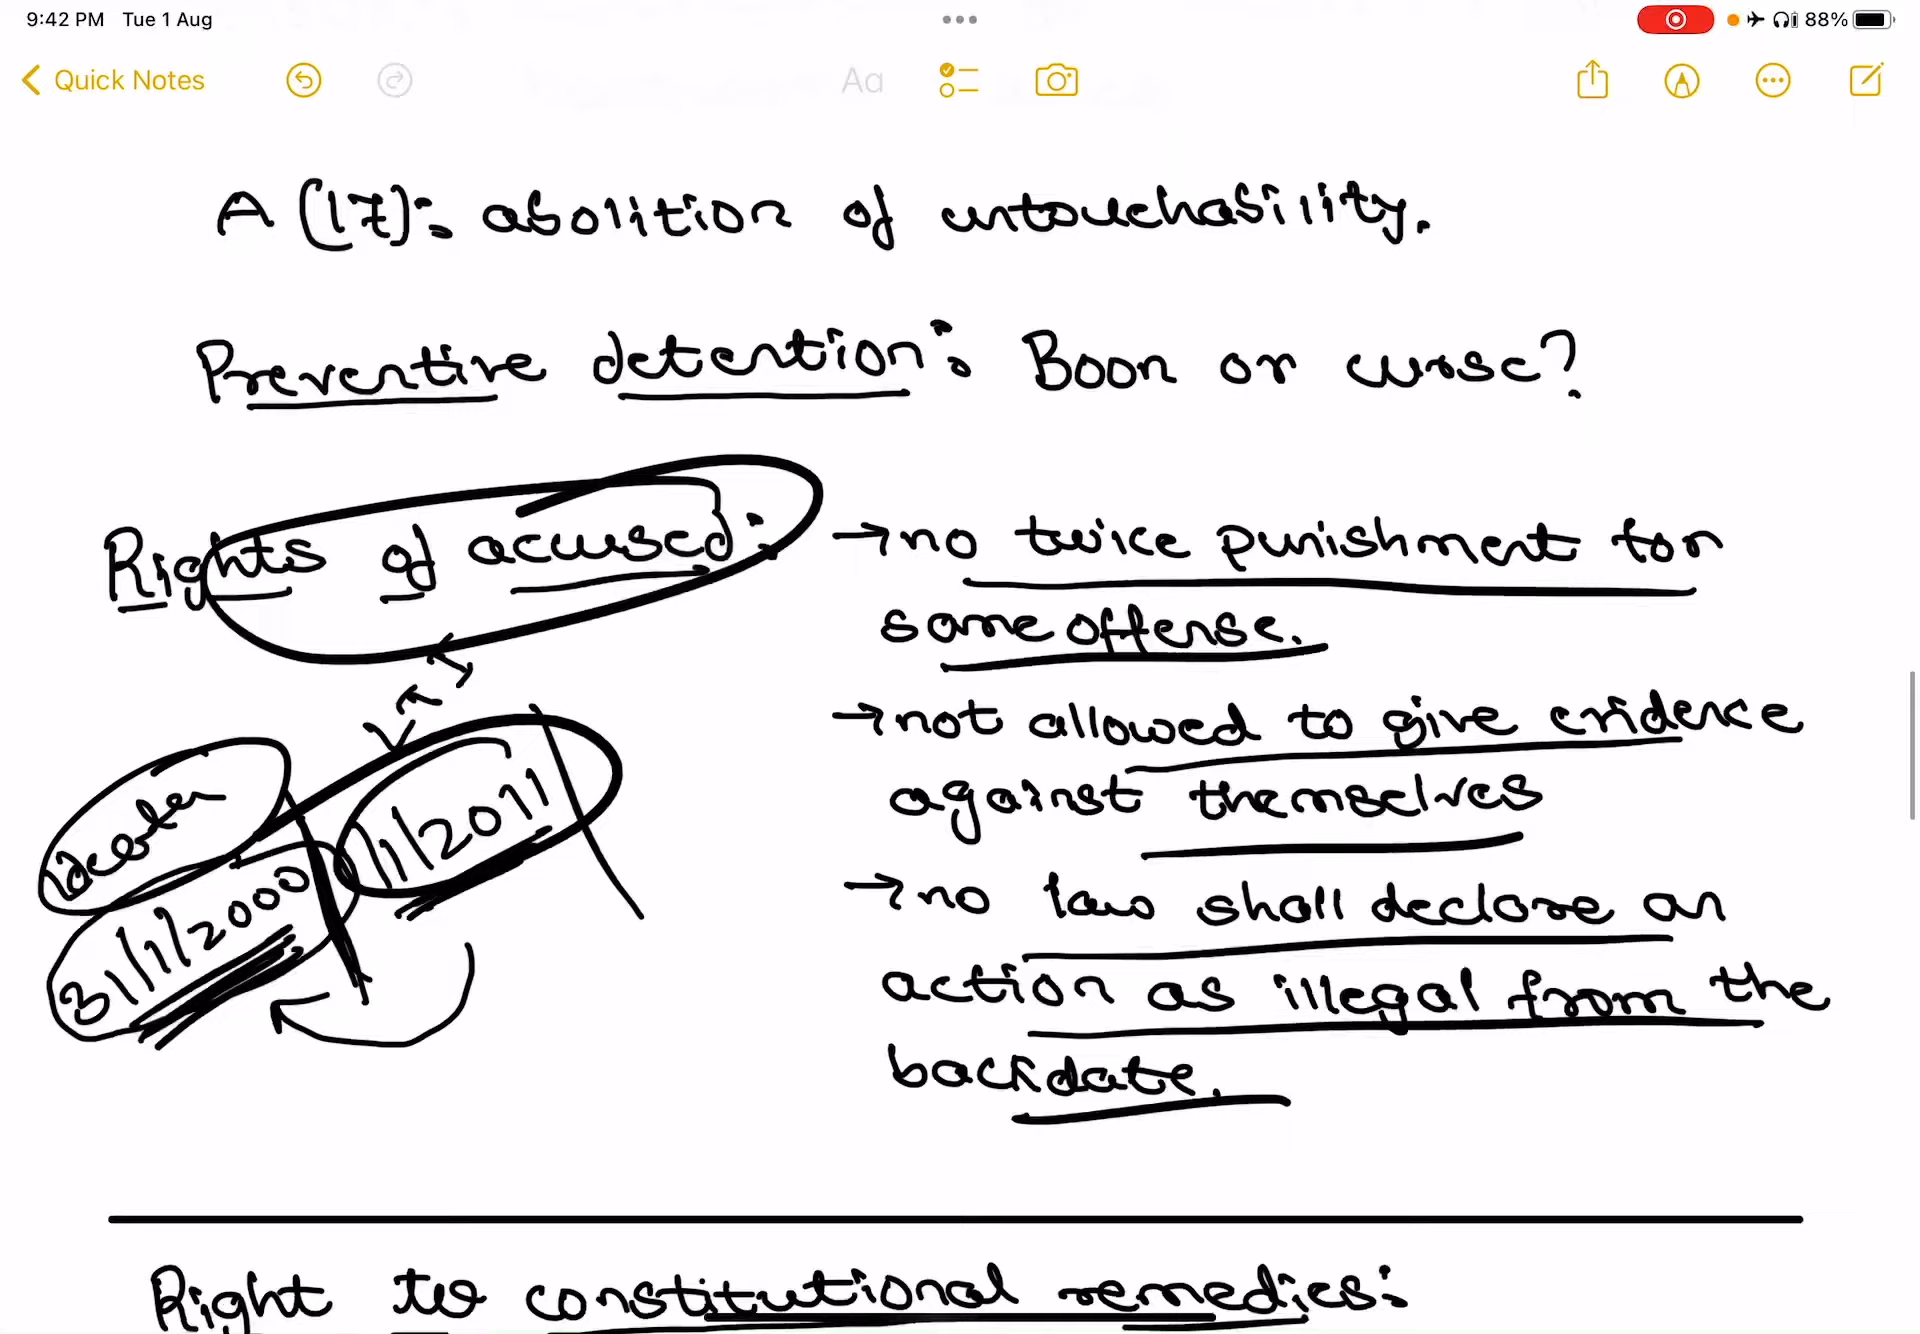 9:42 PM Tue 1 Aug
88%
Quick Notes
Aa
A (17): abolition of untouchability.
Preventive detention: Boon or curse?
Rights of accused: →no twice punishment for
same offense.
→not allowed to give evidence
against themselves
→no law shall declare an
action as illegal from the
backdate.
1/1/2011
31/1/2000
Right to constitutional remedies: